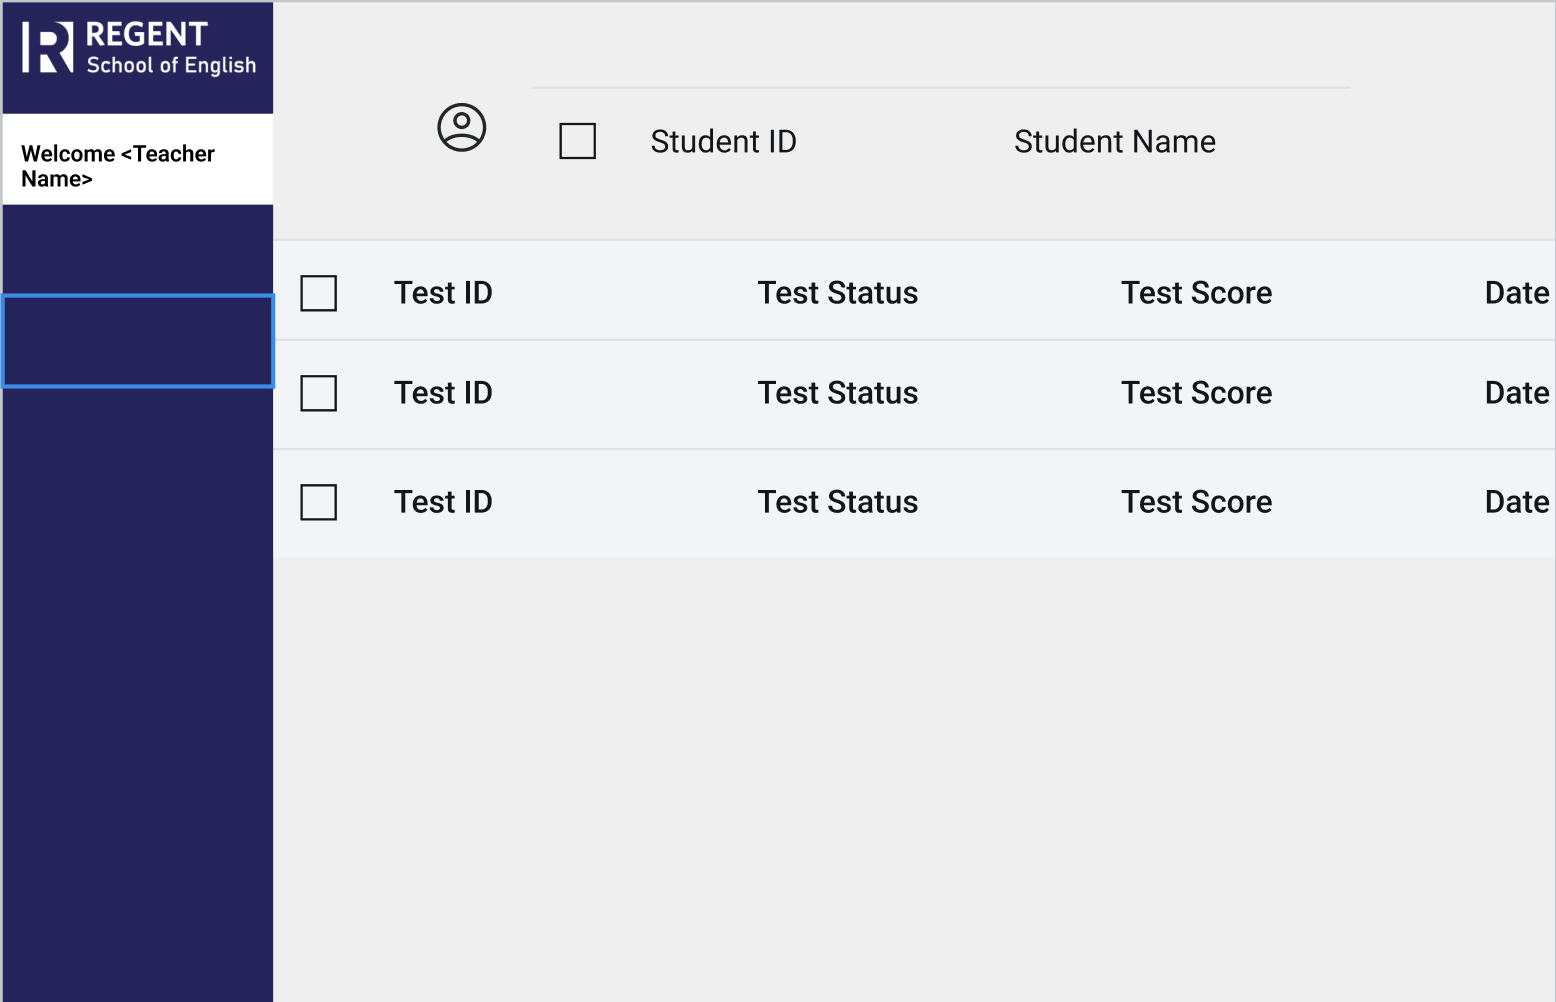 REGENT
School of English
Welcome <Teacher
Name>
Student ID Student Name
Test ID Test Status Test Score Date
Test ID Test Status Test Score Date
Test ID Test Status Test Score Date